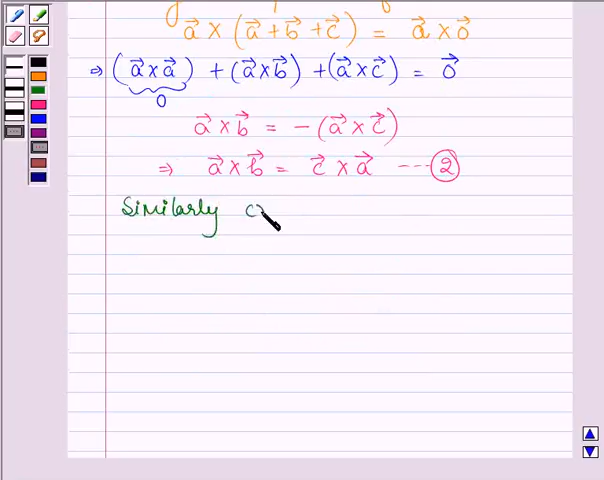 a⃗ × (a⃗ + b⃗ + c⃗) = a⃗ × 0⃗
⇒ (a⃗ × a⃗) + (a⃗ × b⃗) + (a⃗ × c⃗) = 0⃗
0
a⃗ × b⃗ = −(a⃗ × c⃗)
⇒ a⃗ × b⃗ = c⃗ × a⃗ ---- 2
Similarly